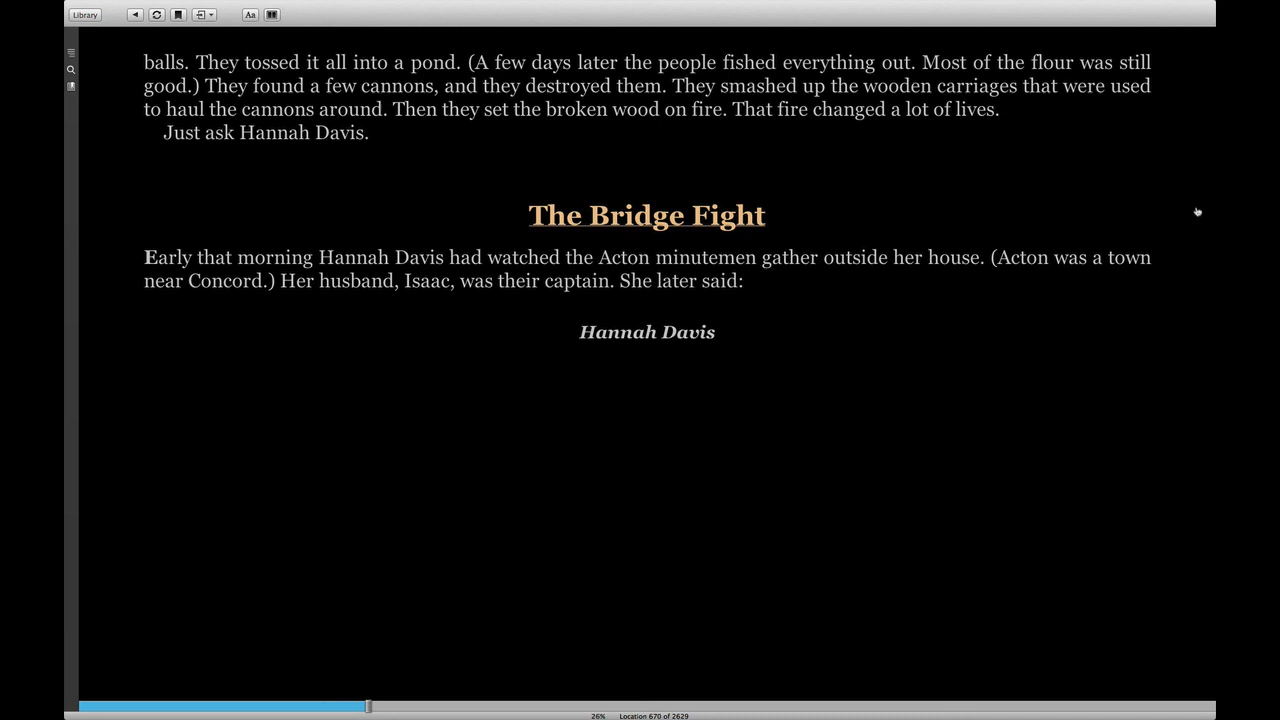 Library
Aa
balls. They tossed it all into a pond. (A few days later the people fished everything out. Most of the flour was still
good.) They found a few cannons, and they destroyed them. They smashed up the wooden carriages that were used
to haul the cannons around. Then they set the broken wood on fire. That fire changed a lot of lives.
Just ask Hannah Davis.
The Bridge Fight
Early that morning Hannah Davis had watched the Acton minutemen gather outside her house. (Acton was a town
near Concord.) Her husband, Isaac, was their captain. She later said:
Hannah Davis
26% Location 670 of 2629